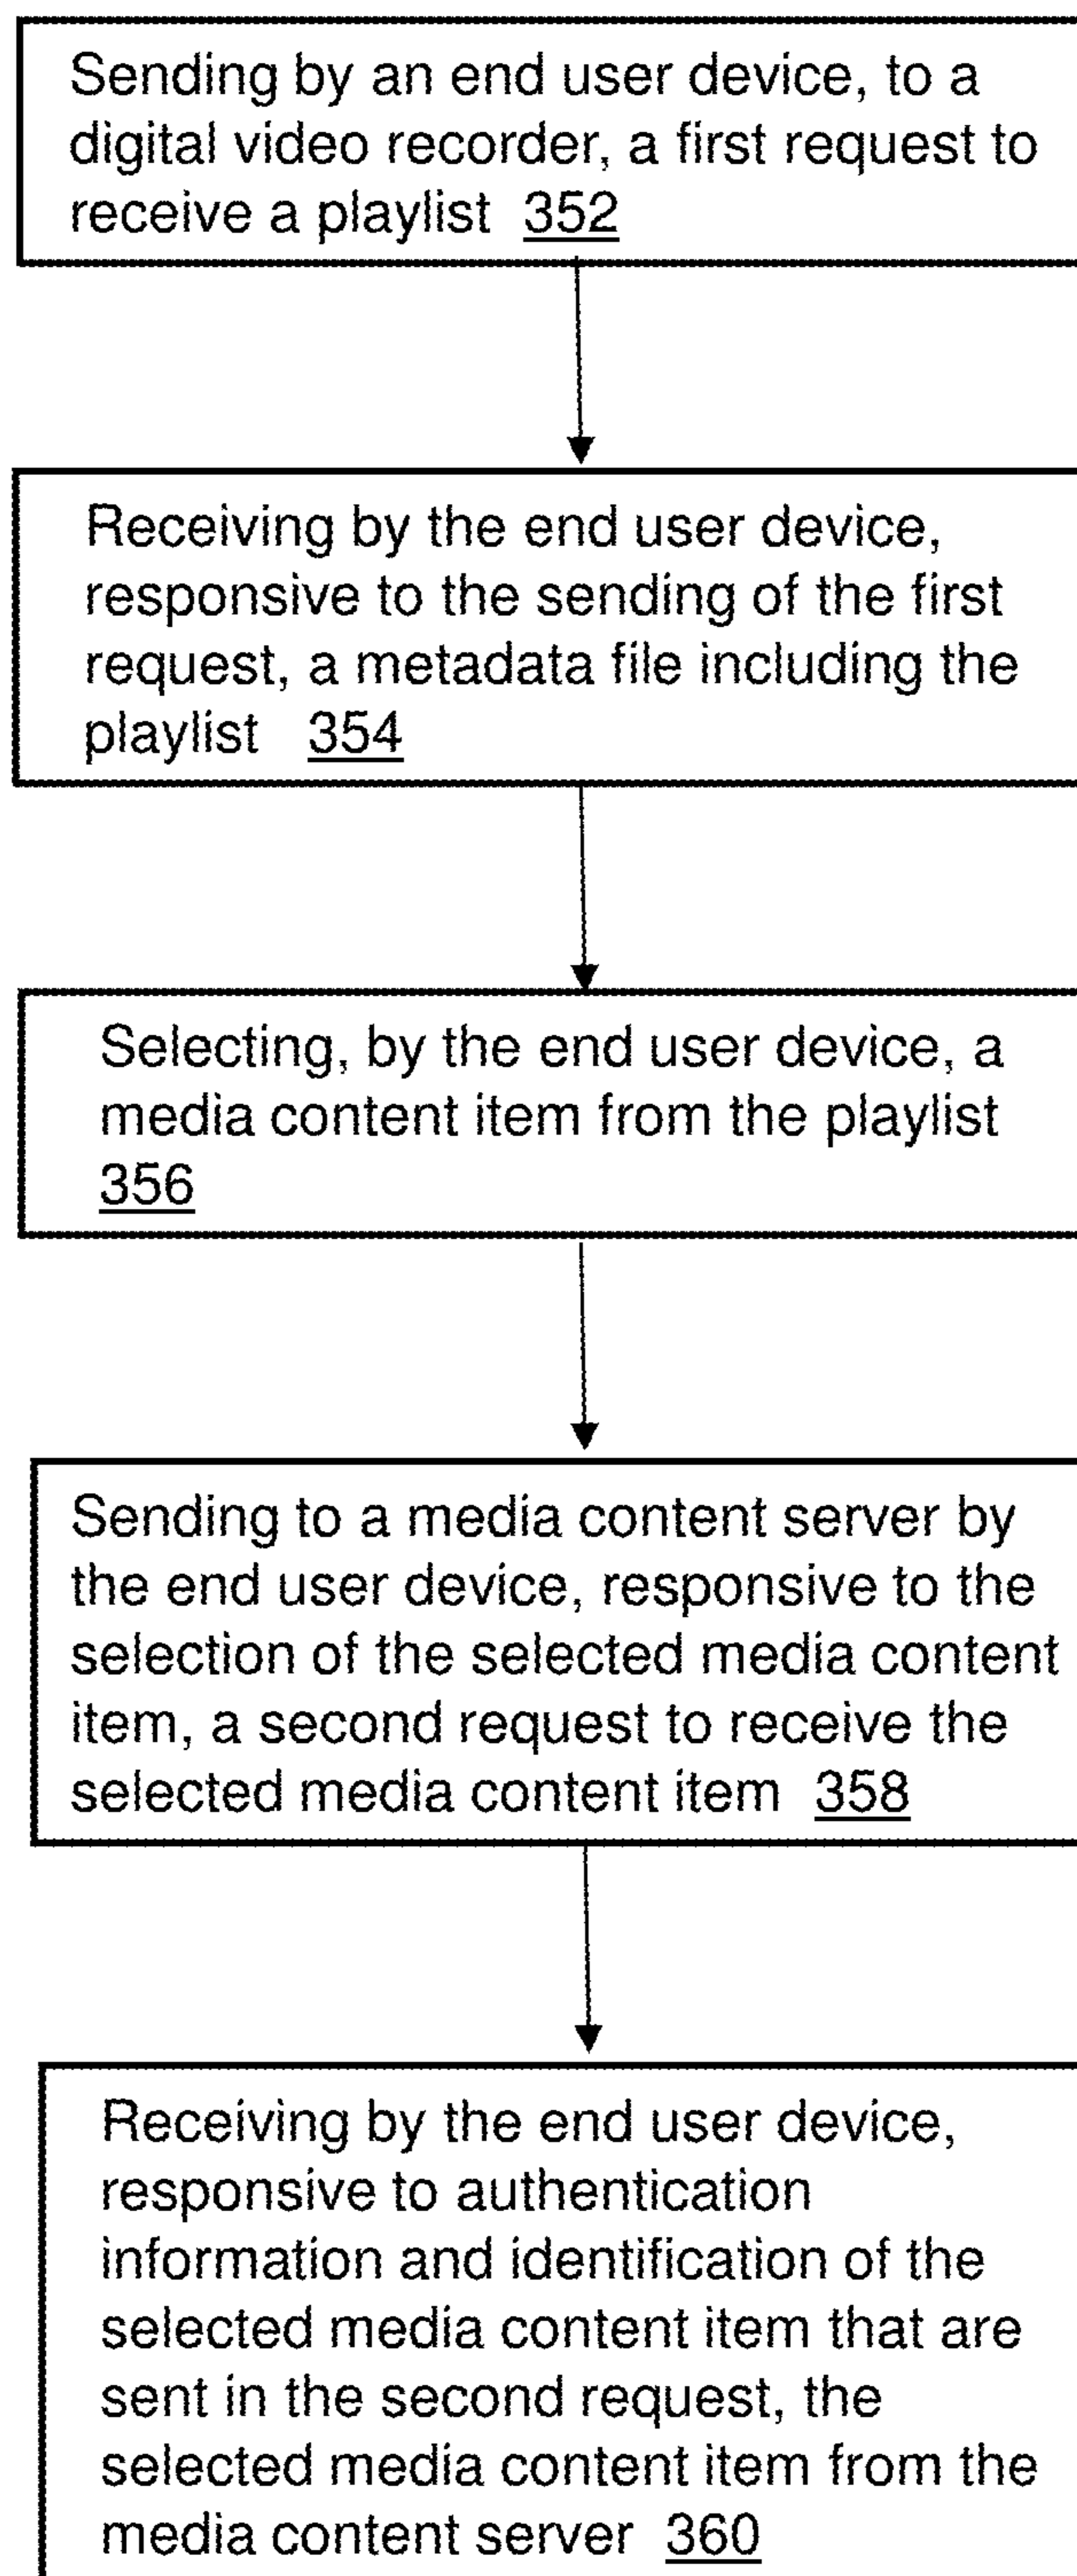 Sending by an end user device, to a
digital video recorder, a first request to
receive a playlist 352
Receiving by the end user device,
responsive to the sending of the first
request, a metadata file including the
playlist 354
Selecting, by the end user device, a
media content item from the playlist
356
Sending to a media content server by
the end user device, responsive to the
selection of the selected media content
item, a second request to receive the
selected media content item 358
Receiving by the end user device,
responsive to authentication
information and identification of the
selected media content item that are
sent in the second request, the
selected media content item from the
media content server 360